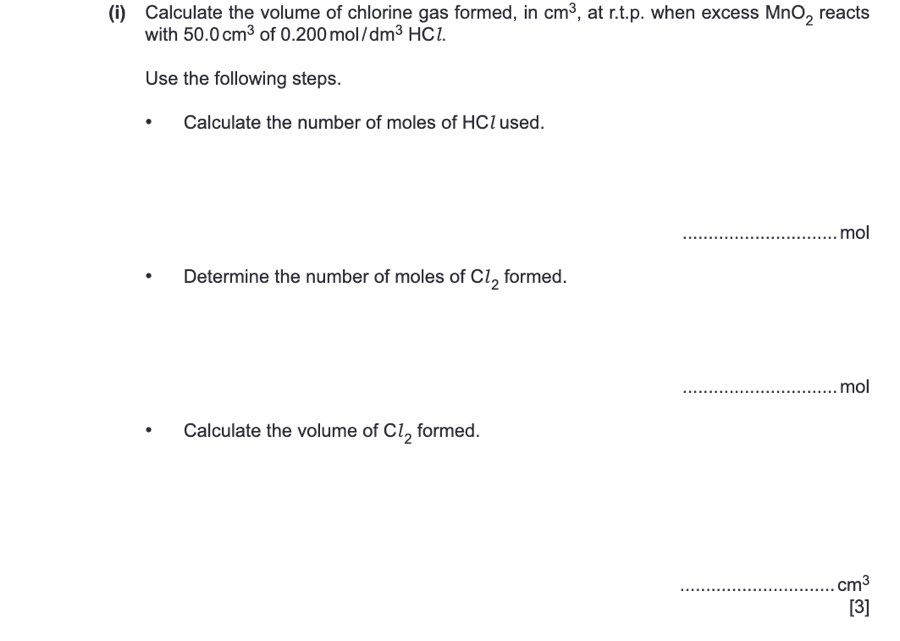 (i) Calculate the volume of chlorine gas formed, in cm³, at r.t.p. when excess MnO₂ reacts
with 50.0 cm³ of 0.200 mol/dm³ HCl.
Use the following steps.
• Calculate the number of moles of HCl used.
.............................. mol
• Determine the number of moles of Cl₂ formed.
.............................. mol
• Calculate the volume of Cl₂ formed.
.............................. cm³
[3]